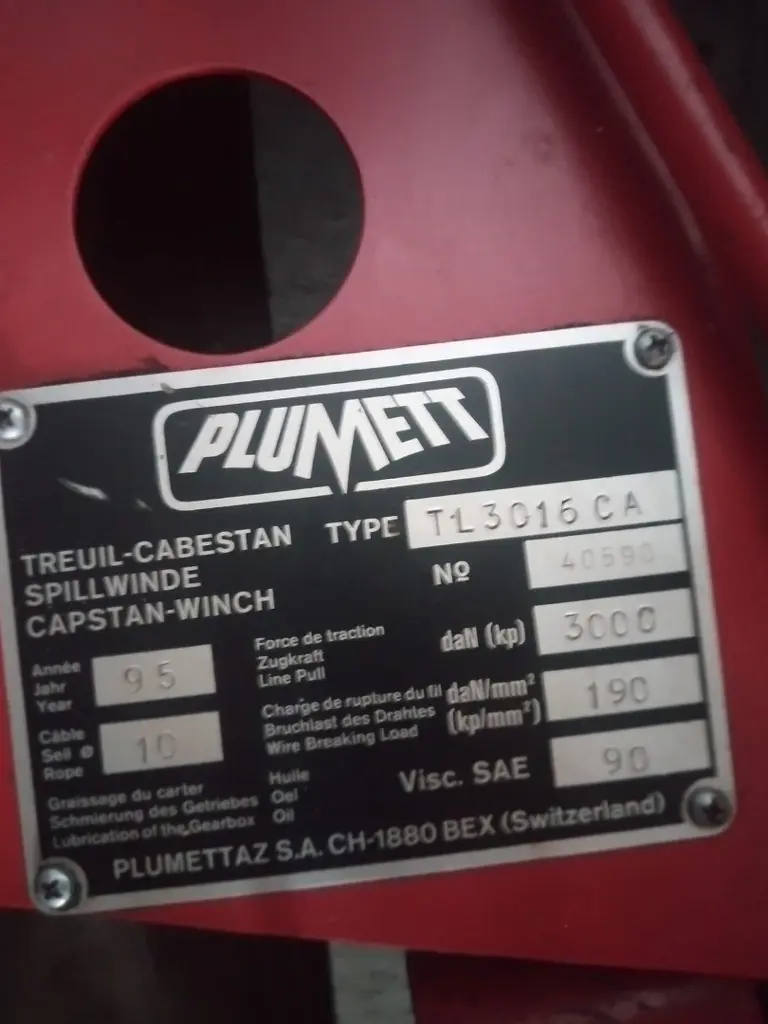 PLUMETT
TREUIL-CABESTAN
SPILLWINDE
CAPSTAN-WINCH
TYPE TL3016CA
Nº 40590
Année
Jahr
Year
95
Câble
Seil ø
Rope
10
Force de traction
Zugkraft
Line Pull
daN (kp) 3000
Charge de rupture du fil
Bruchlast des Drahtes
Wire Breaking Load
daN/mm²
(kp/mm²)
190
Graissage du carter
Schmierung des Getriebes
Lubrication of the Gearbox
Huile
Oel
Oil
Visc. SAE 90
PLUMETTAZ S.A. CH-1880 BEX (Switzerland)